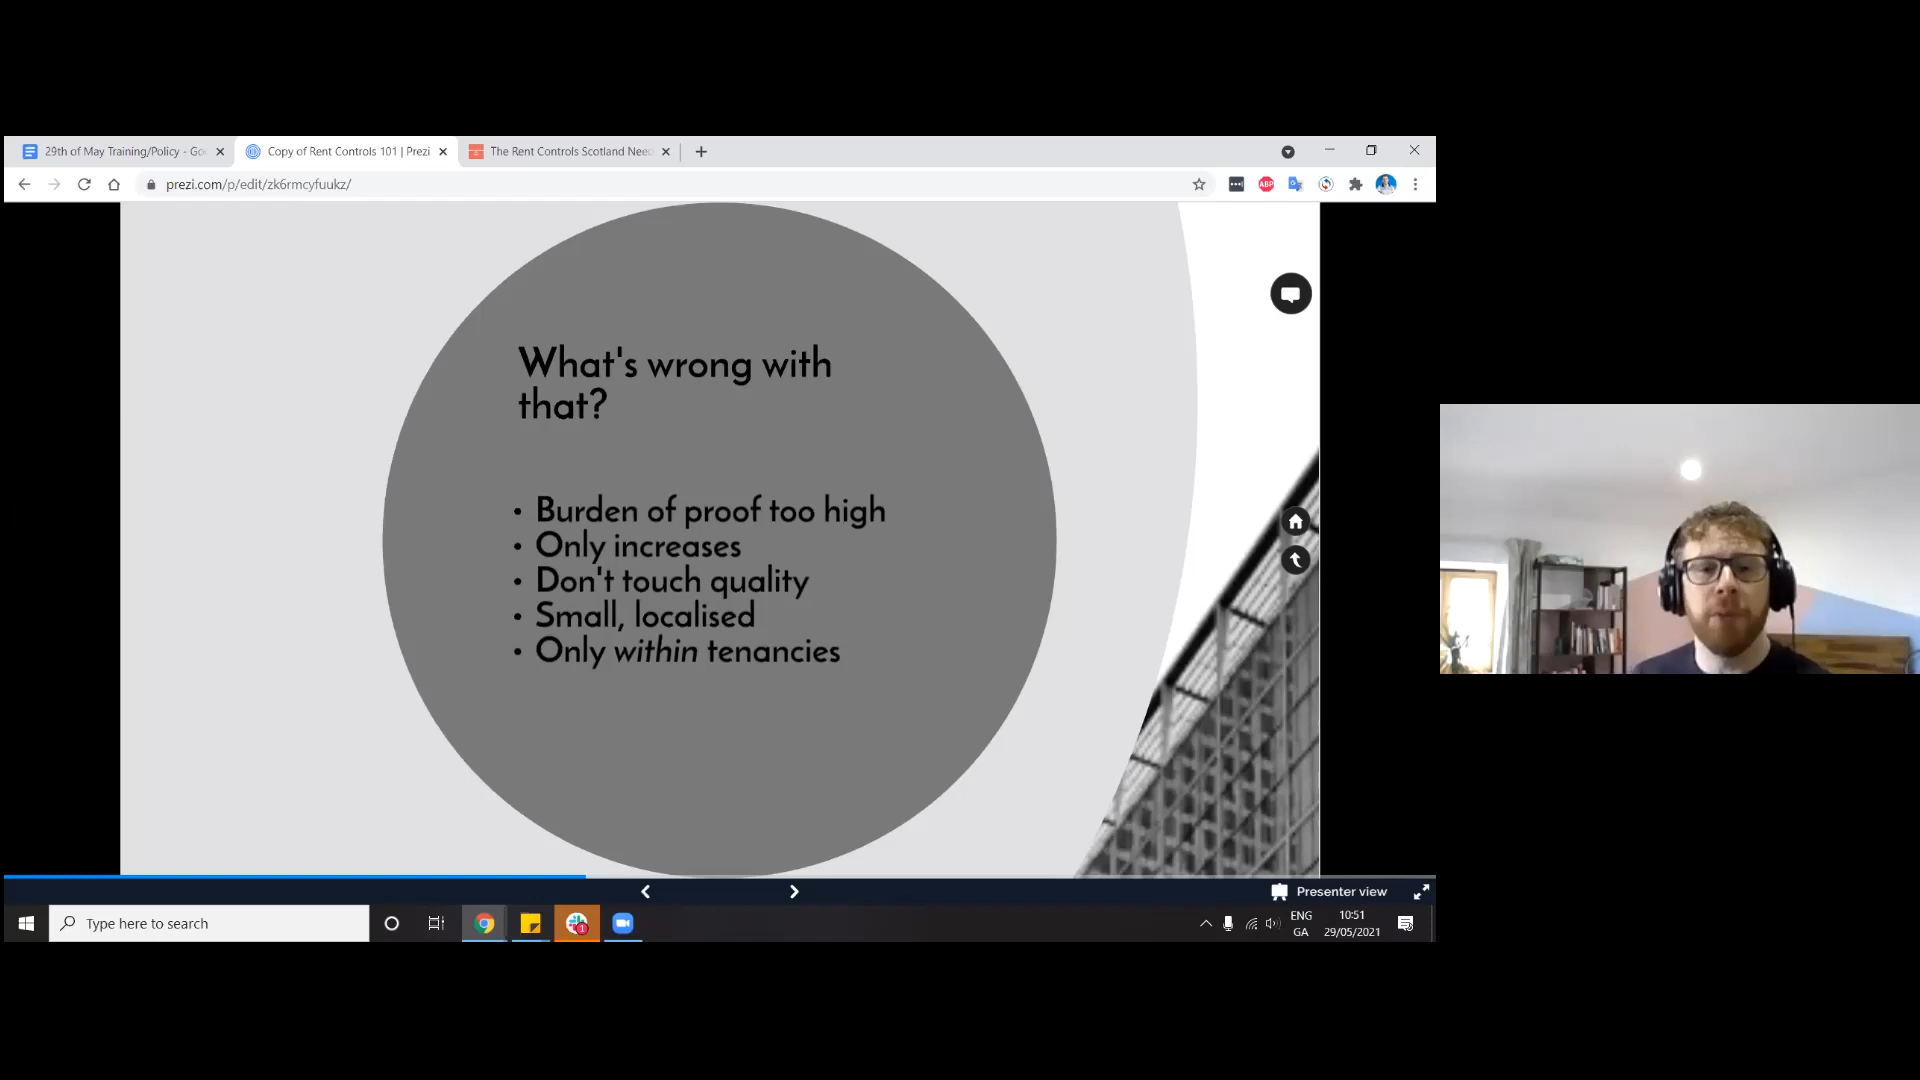 29th of May Training/Policy - Go
Copy of Rent Controls 101 | Prezi
The Rent Controls Scotland Need
prezi.com/p/edit/zk6rmcyfuukz/
ABP
What's wrong with
that?
• Burden of proof too high
• Only increases
• Don't touch quality
• Small, localised
• Only within tenancies
Presenter view
Type here to search
1
ENG
GA
10:51
29/05/2021